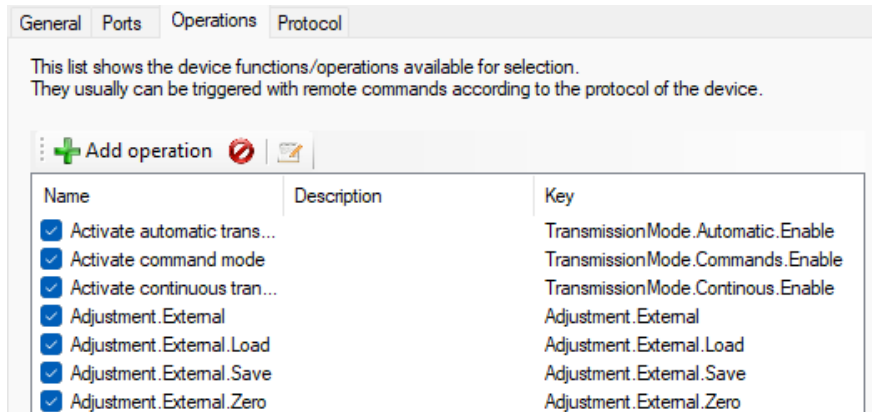 General Ports Operations Protocol
This list shows the device functions/operations available for selection.
They usually can be triggered with remote commands according to the protocol of the device.
Add operation
Name Description Key
Activate automatic trans... TransmissionMode.Automatic.Enable
Activate command mode TransmissionMode.Commands.Enable
Activate continuous tran... TransmissionMode.Continous.Enable
Adjustment.External Adjustment.External
Adjustment.External.Load Adjustment.External.Load
Adjustment.External.Save Adjustment.External.Save
Adjustment.External.Zero Adjustment.External.Zero